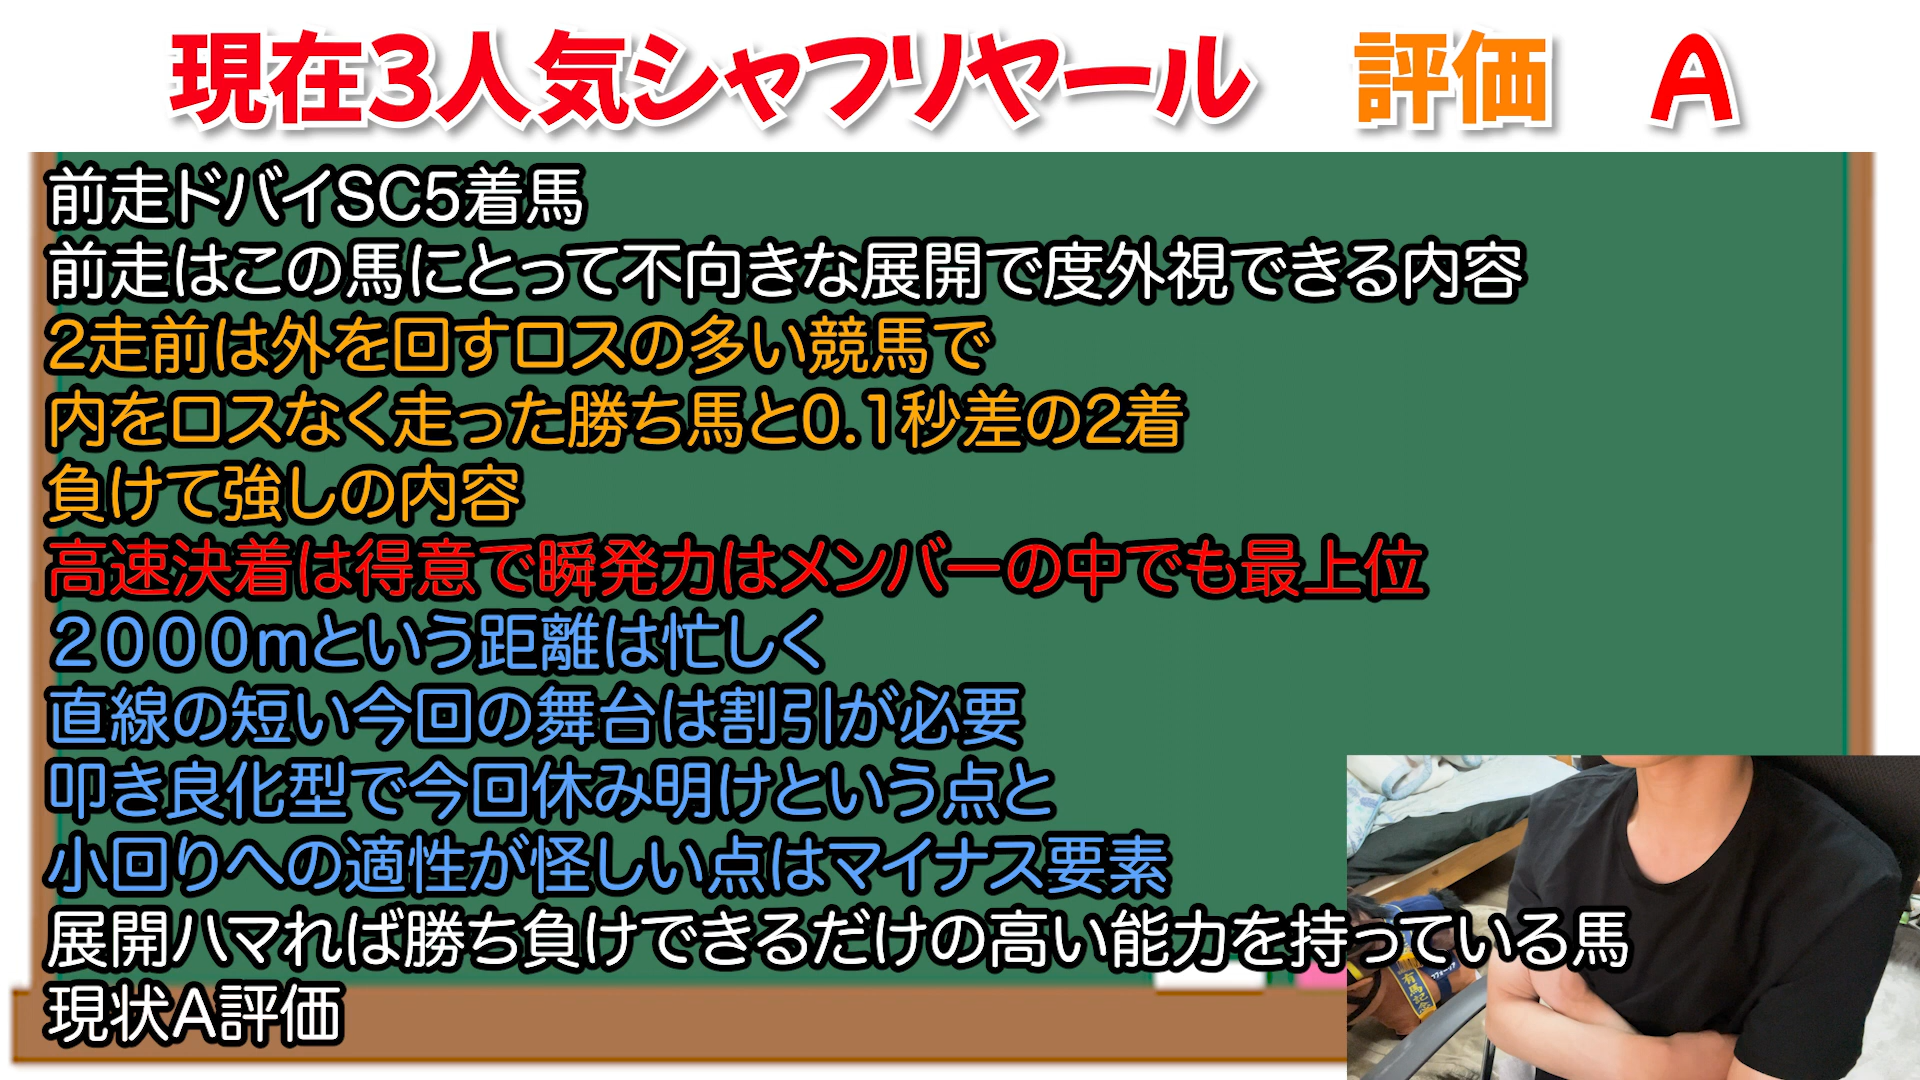 現在3人気シャフリヤール　評価　A
前走ドバイSC5着馬
前走はこの馬にとって不向きな展開で度外視できる内容
2走前は外を回すロスの多い競馬で
内をロスなく走った勝ち馬と0.1秒差の2着
負けて強しの内容
高速決着は得意で瞬発力はメンバーの中でも最上位
２０００mという距離は忙しく
直線の短い今回の舞台は割引が必要
叩き良化型で今回休み明けという点と
小回りへの適性が怪しい点はマイナス要素
展開ハマれば勝ち負けできるだけの高い能力を持っている馬
現状A評価
有馬記念